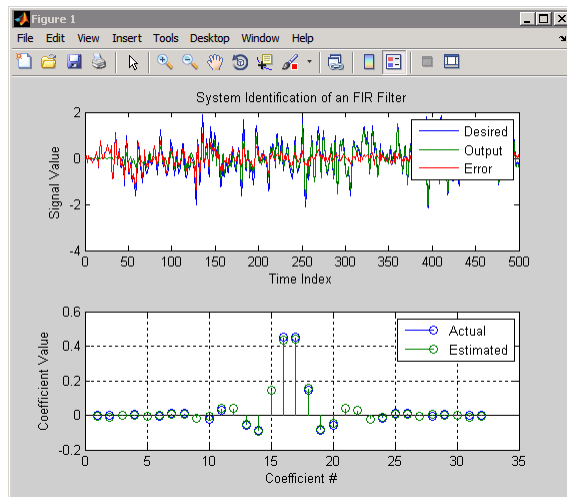 Figure 1
File Edit View Insert Tools Desktop Window Help
System Identification of an FIR Filter
2
0
-2
-4
Signal Value
Desired
Output
Error
0 50 100 150 200 250 300 350 400 450 500
Time Index
0.6
0.4
0.2
0
-0.2
Coefficient Value
Actual
Estimated
0 5 10 15 20 25 30 35
Coefficient #